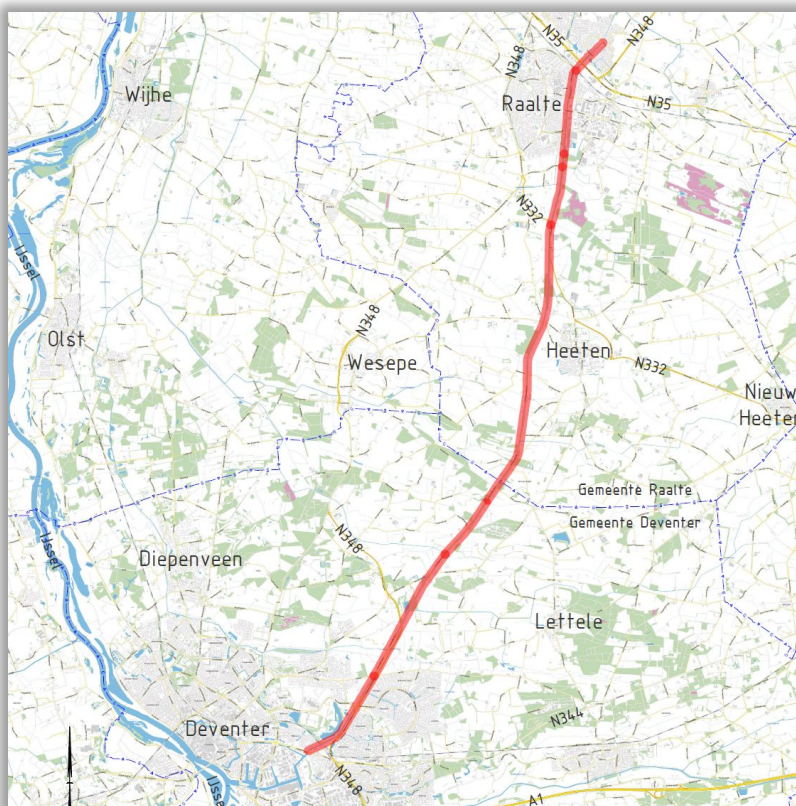 N35
N348
N348
Wijhe
Raalte
N35
N332
IJssel
N348
Olst
Wesepe
Heeten
N332
Nieuw
Heeten
Gemeente Raalte
Gemeente Deventer
N348
IJssel
Diepenveen
Lettele
Deventer
N344
N348
IJssel
A1